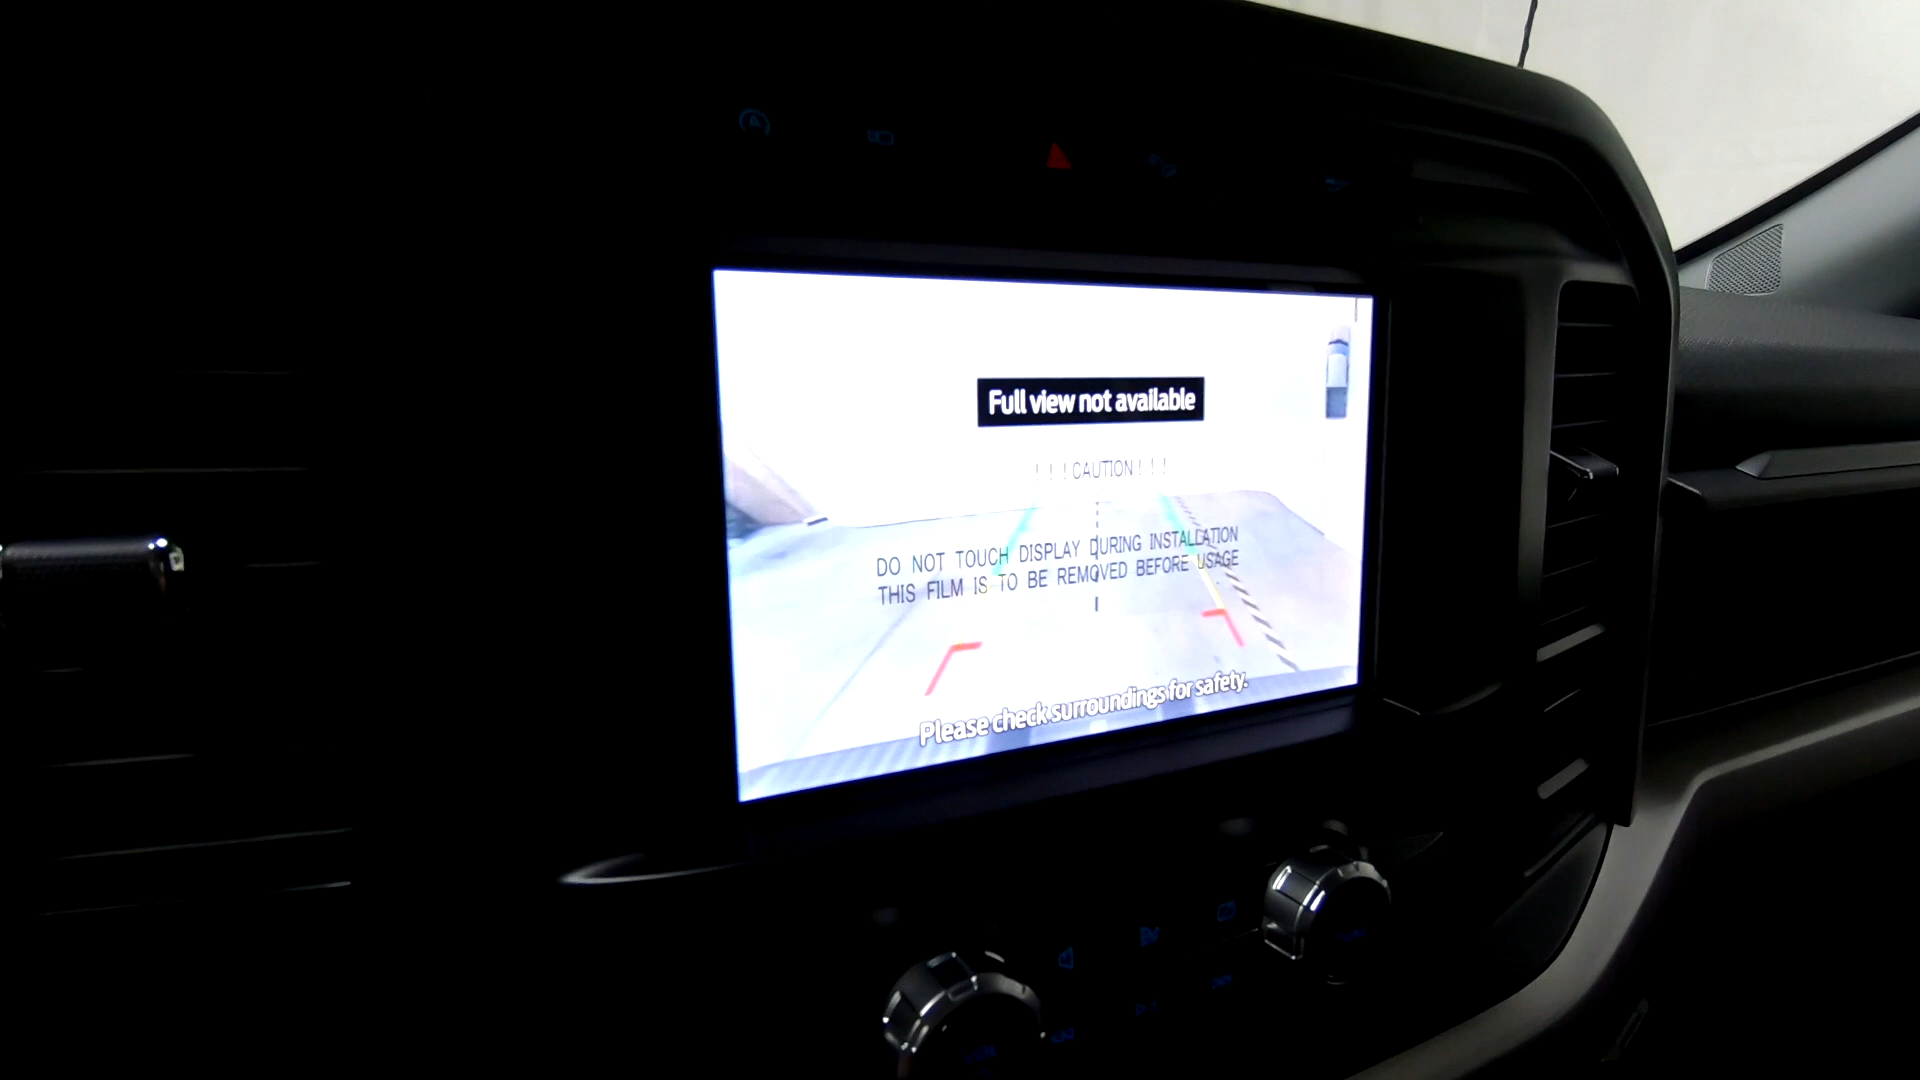 Full view not available
! ! ! CAUTION ! ! !
DO NOT TOUCH DISPLAY DURING INSTALLATION
THIS FILM IS TO BE REMOVED BEFORE USAGE
Please check surroundings for safety.